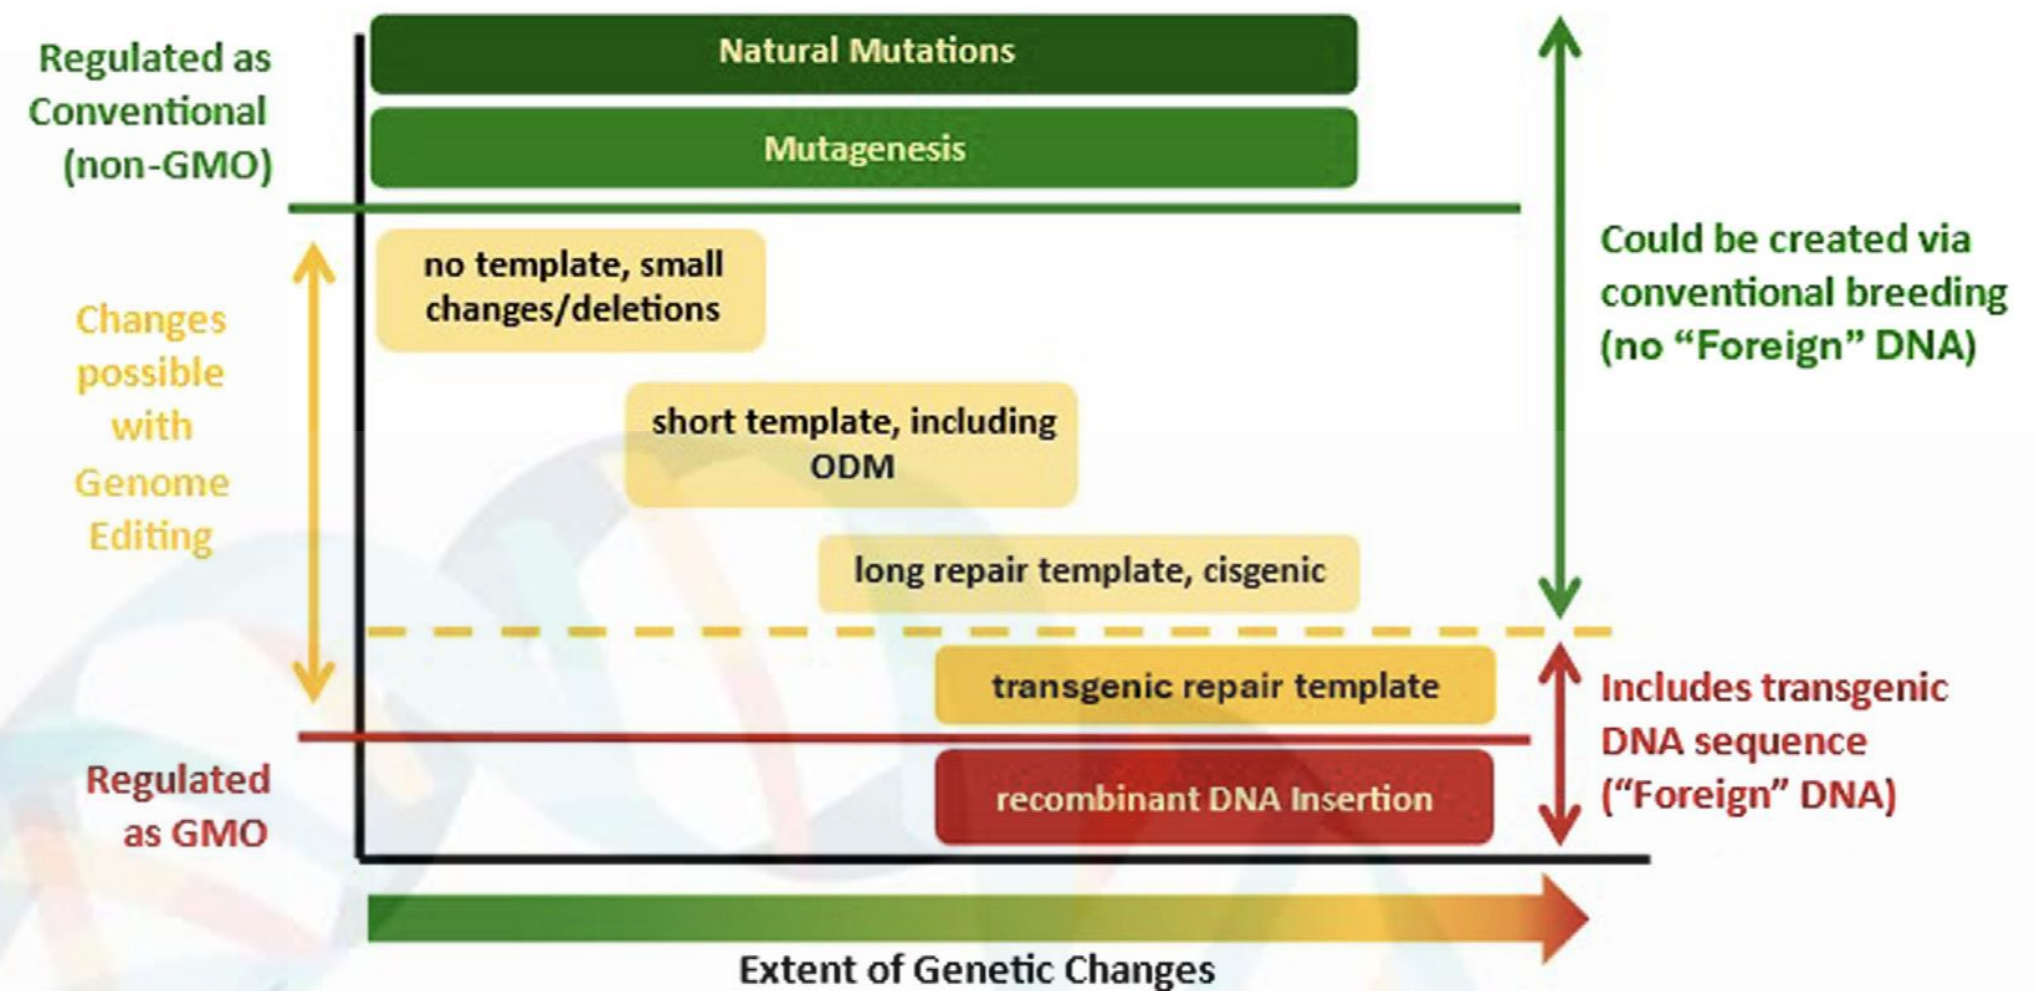 Regulated as
Conventional
(non-GMO)
Natural Mutations
Mutagenesis
no template, small
changes/deletions
Changes
possible
with
Genome
Editing
short template, including
ODM
long repair template, cisgenic
Could be created via
conventional breeding
(no “Foreign” DNA)
transgenic repair template
Includes transgenic
DNA sequence
(“Foreign” DNA)
Regulated
as GMO
recombinant DNA Insertion
Extent of Genetic Changes